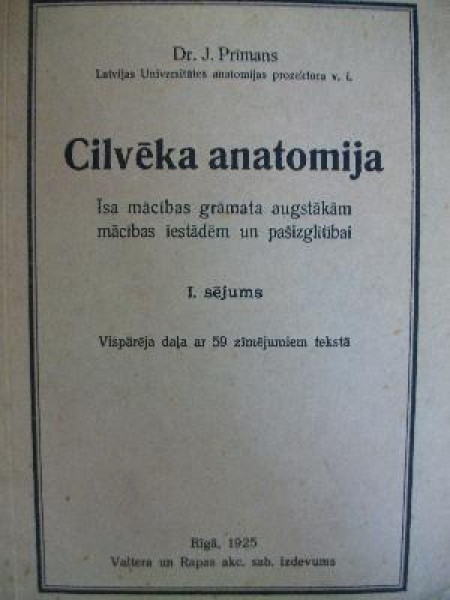 Dr. J. Prīmans
Latvijas Universitātes anatomijas prozektora v. i.
Cilvēka anatomija
Īsa mācības grāmata augstākām
mācības iestādēm un pašizglītībai
I. sējums
Vispārēja daļa ar 59 zīmējumiem tekstā
Rīgā, 1925
Valtera un Rapas akc. sab. izdevums